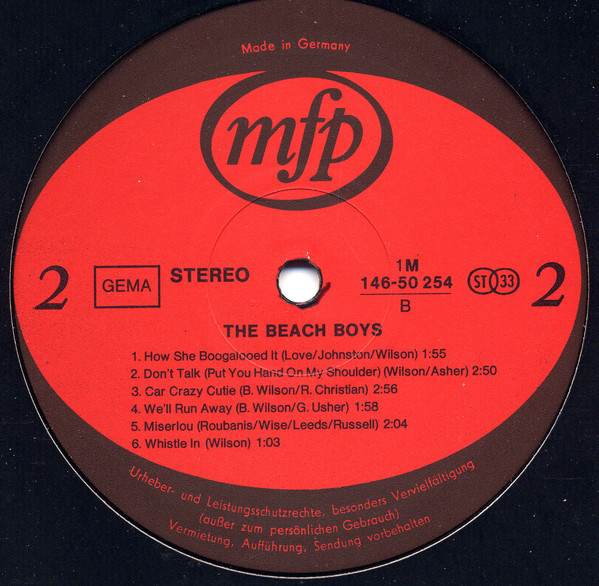 Made in Germany
mfp
2
GEMA
STEREO
1M
146-50 254
B
ST 33
2
THE BEACH BOYS
1. How She Boogalooed It (Love/Johnston/Wilson) 1:55
2. Don't Talk (Put You Hand On My Shoulder) (Wilson/Asher) 2:50
3. Car Crazy Cutie (B. Wilson/R. Christian) 2:56
4. We'll Run Away (B. Wilson/G. Usher) 1:58
5. Miserlou (Roubanis/Wise/Leeds/Russell) 2:04
6. Whistle In (Wilson) 1:03
Urheber- und Leistungsschutzrechte, besonders Vervielfältigung
(außer zum persönlichen Gebrauch)
Vermietung, Aufführung, Sendung vorbehalten